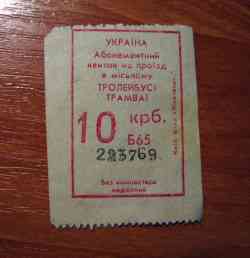 УКРАЇНА
Абонементний
квиток на проїзд
в міському
ТРОЛЕЙБУСІ
ТРАМВАЇ
10 крб.
Б65
223769
Без компостера
недійсний